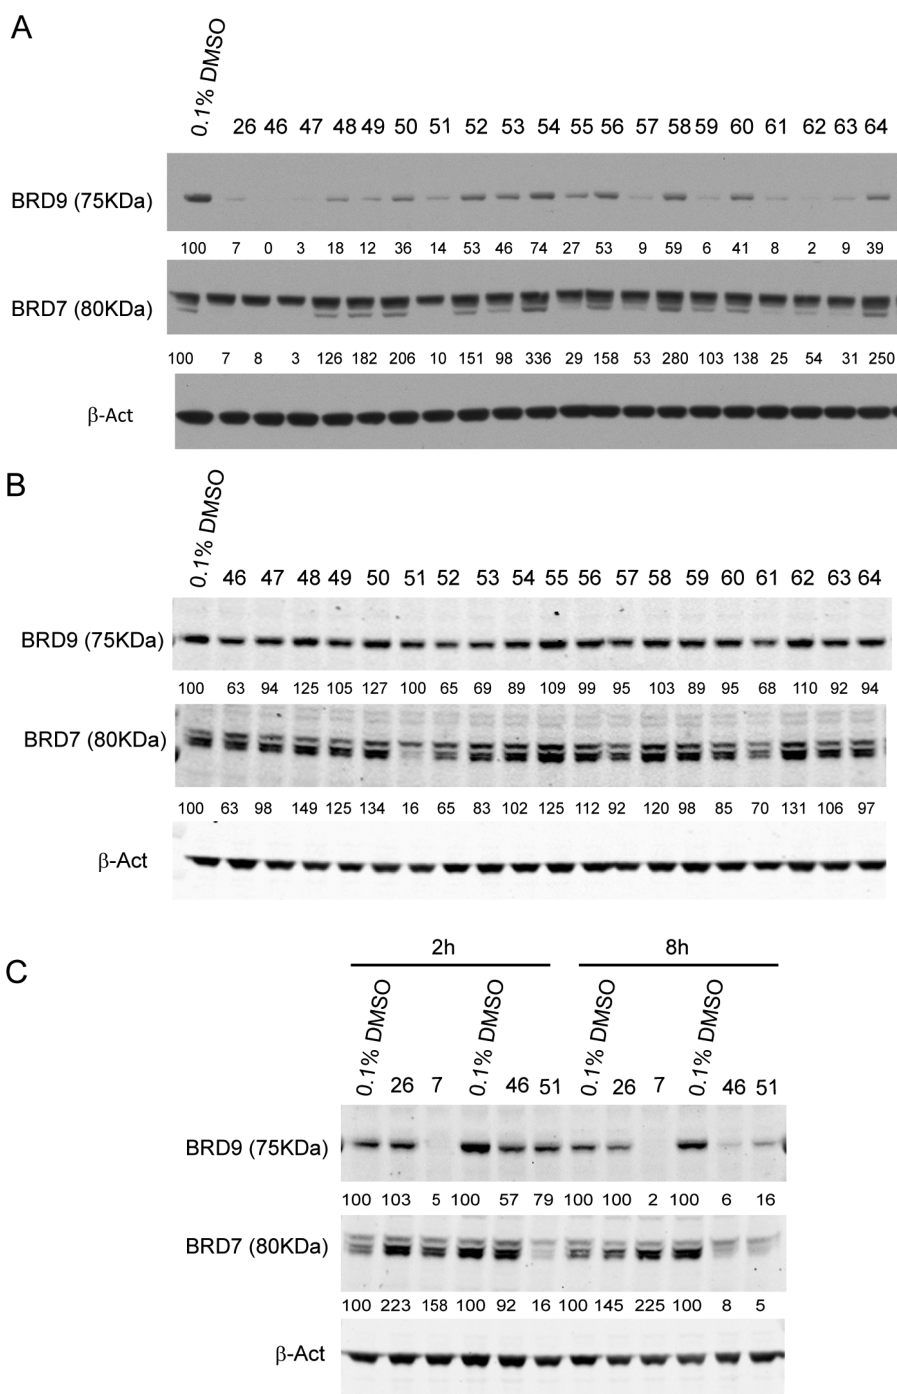 A
0.1% DMSO
26 46 47 48 49 50 51 52 53 54 55 56 57 58 59 60 61 62 63 64
BRD9 (75KDa)
100 7 0 3 18 12 36 14 53 46 74 27 53 9 59 6 41 8 2 9 39
BRD7 (80KDa)
100 7 8 3 126 182 206 10 151 98 336 29 158 53 280 103 138 25 54 31 250
β-Act
B
0.1% DMSO
46 47 48 49 50 51 52 53 54 55 56 57 58 59 60 61 62 63 64
BRD9 (75KDa)
100 63 94 125 105 127 100 65 69 89 109 99 95 103 89 95 68 110 92 94
BRD7 (80KDa)
100 63 98 149 125 134 16 65 83 102 125 112 92 120 98 85 70 131 106 97
β-Act
C
2h 8h
0.1% DMSO 26 7 0.1% DMSO 46 51 0.1% DMSO 26 7 0.1% DMSO 46 51
BRD9 (75KDa)
100 103 5 100 57 79 100 100 2 100 6 16
BRD7 (80KDa)
100 223 158 100 92 16 100 145 225 100 8 5
β-Act